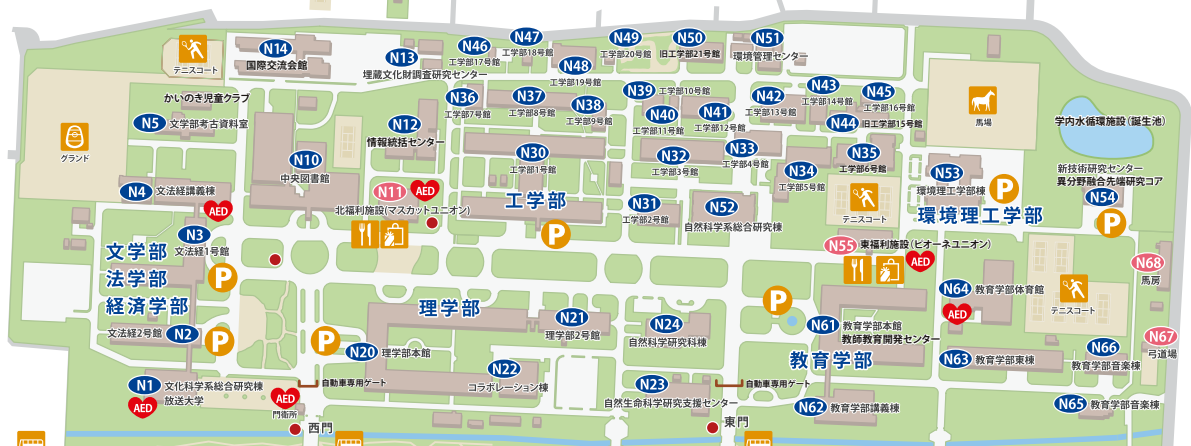 N14
国際交流会館
テニスコート
N13
埋蔵文化財調査研究センター
N46
工学部17号館
N47
工学部18号館
N48
工学部19号館
N49
工学部20号館
N50
旧工学部21号館
N51
環境管理センター
かいのき児童クラブ
N5
文学部考古資料室
グランド
N12
情報統括センター
N36
工学部7号館
N37
工学部8号館
N38
工学部9号館
N39
工学部10号館
N40
工学部11号館
N41
工学部12号館
N42
工学部13号館
N43
工学部14号館
N45
工学部16号館
N44
旧工学部15号館
馬場
学内水循環施設（誕生池）
N10
中央図書館
N30
工学部1号館
N32
工学部3号館
N33
工学部4号館
N34
工学部5号館
N35
工学部6号館
N53
環境理工学部棟
P
新技術研究センター
異分野融合先端研究コア
N54
P
N4
文法経講義棟
AED
N11
AED
北福利施設(マスカットユニオン)
工学部
P
N31
工学部2号館
N52
自然科学系総合研究棟
テニスコート
環境理工学部
N3
文法経1号館
文学部
法学部
経済学部
P
N55
東福利施設（ピオーネユニオン）
AED
N68
馬房
N64
教育学部体育館
AED
テニスコート
N2
文法経2号館
P
P
理学部
N20
理学部本館
N21
理学部2号館
N24
自然科学研究科棟
P
N61
教育学部本館
教師教育開発センター
教育学部
N63
教育学部東棟
N66
教育学部音楽棟
N67
弓道場
N1
文化科学系総合研究棟
放送大学
AED
AED
門衛所
自動車専用ゲート
西門
N22
コラボレーション棟
N23
自然生命科学研究支援センター
自動車専用ゲート
東門
N62
教育学部講義棟
N65
教育学部音楽棟